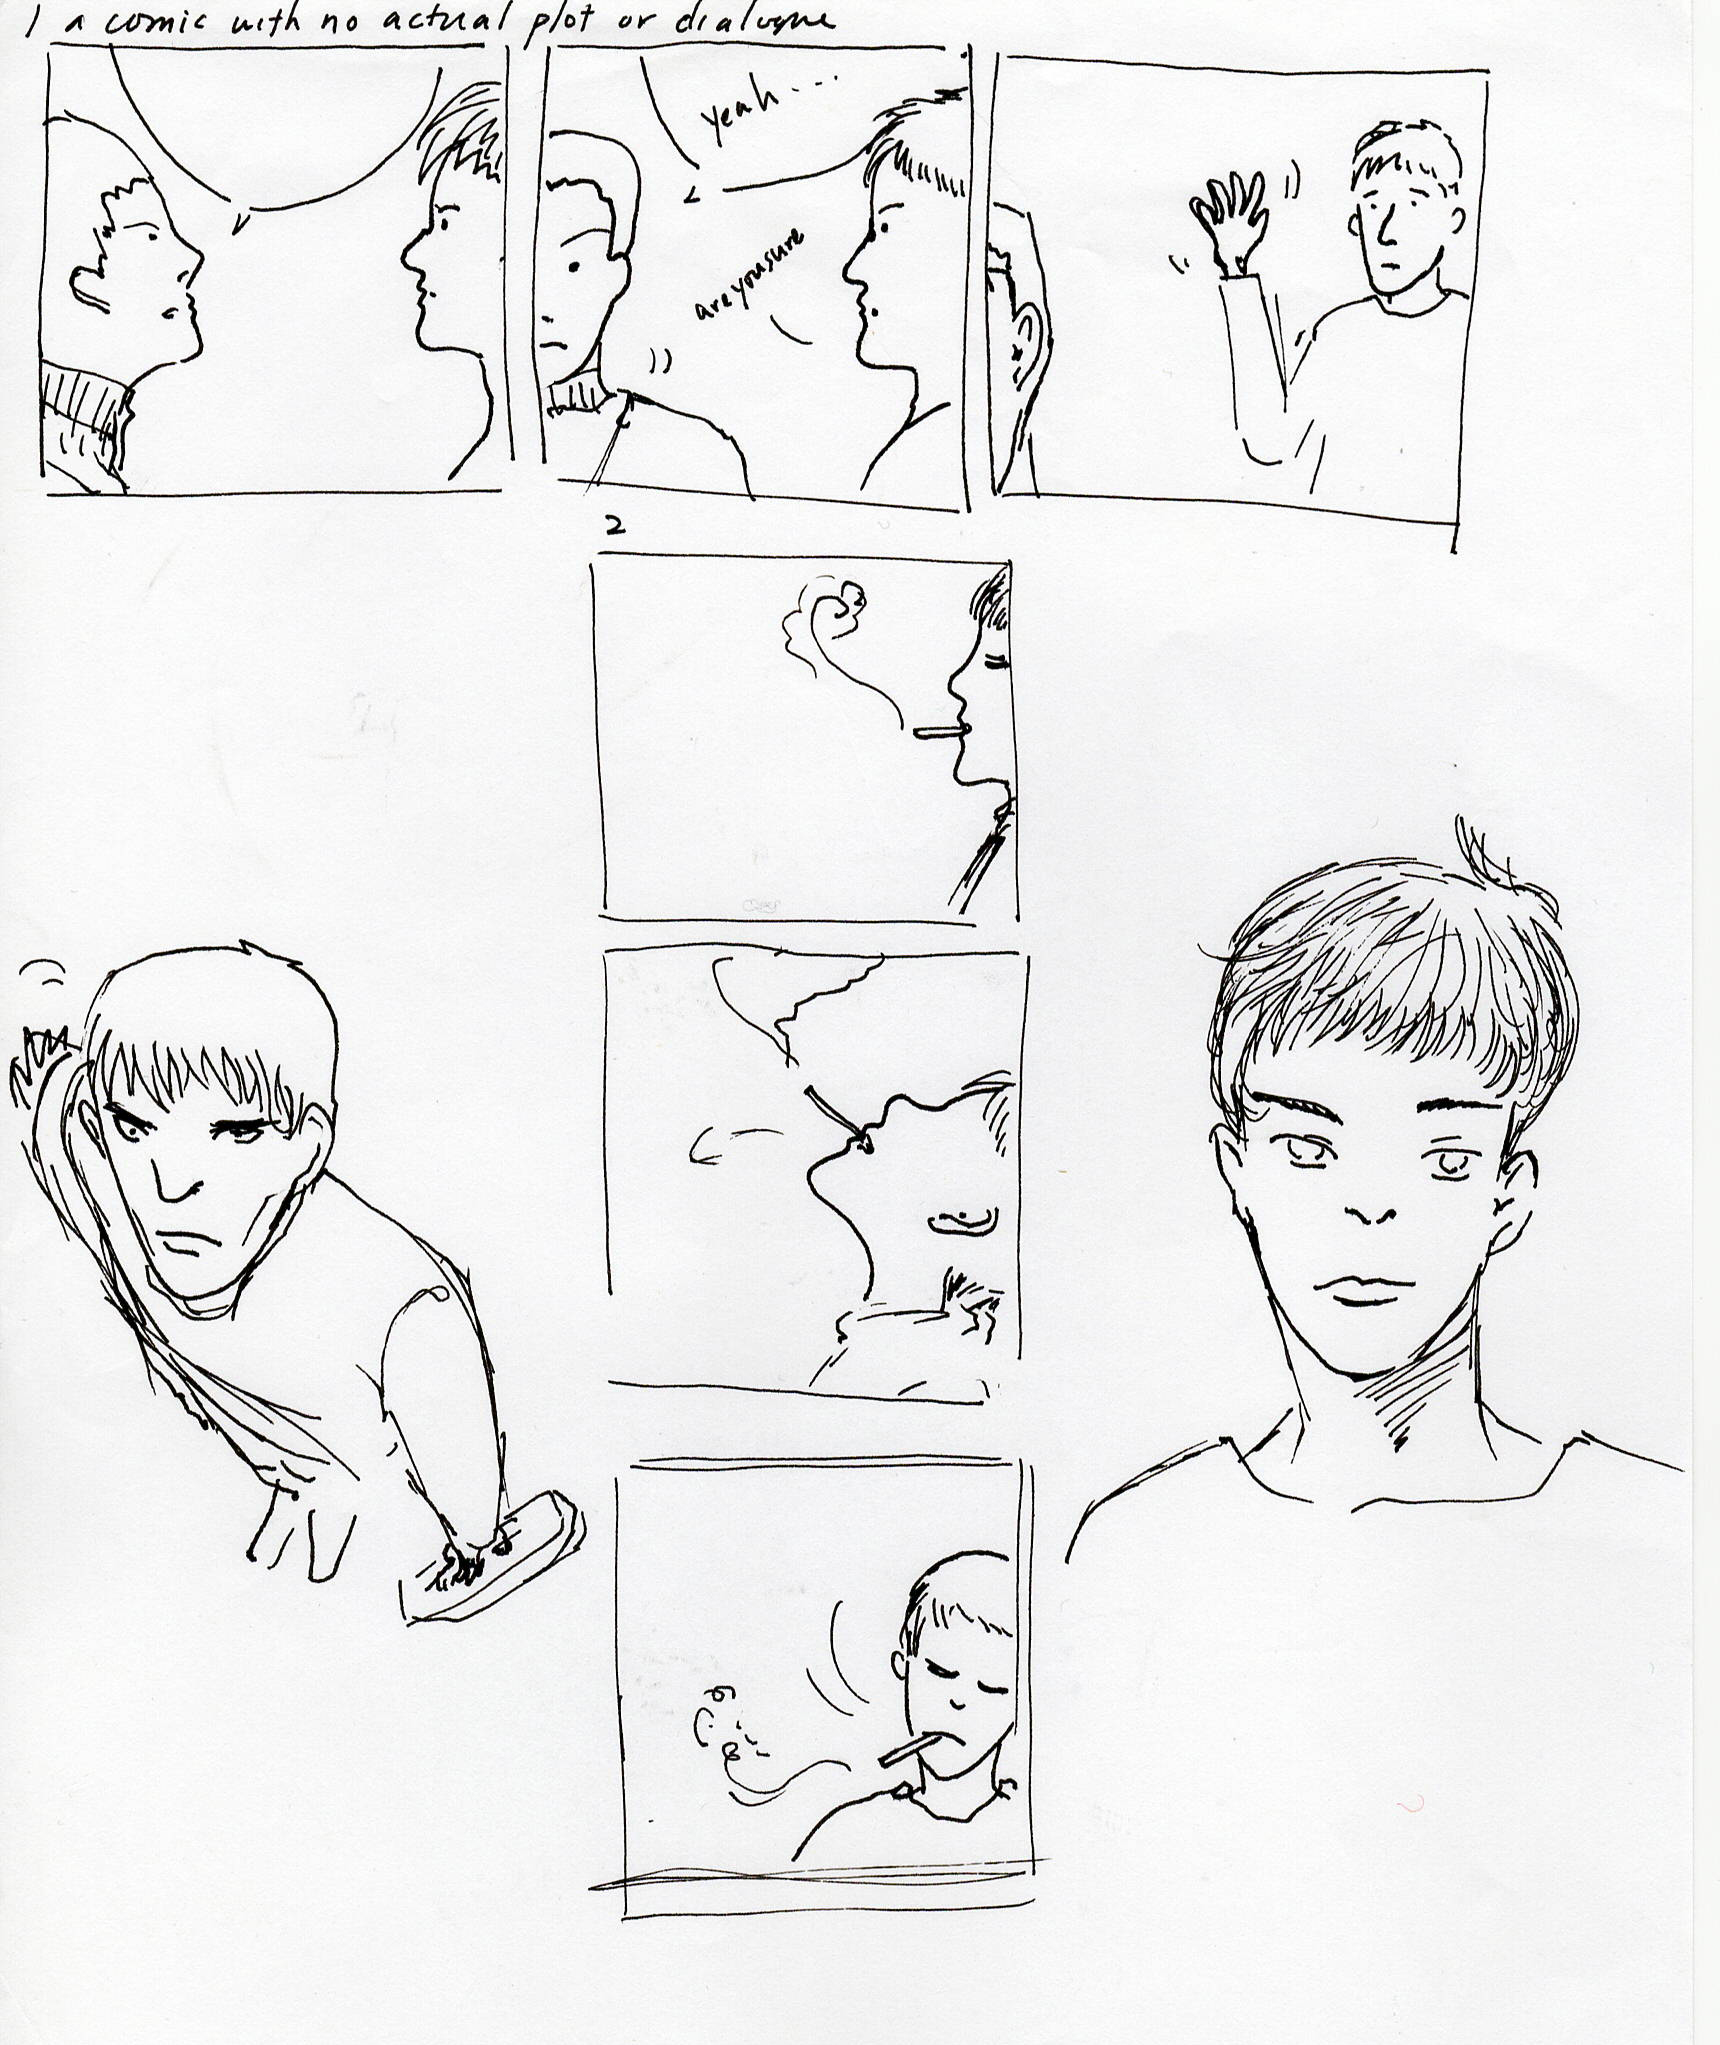 1 a comic with no actual plot or dialogue
yeah...
are you sure
2